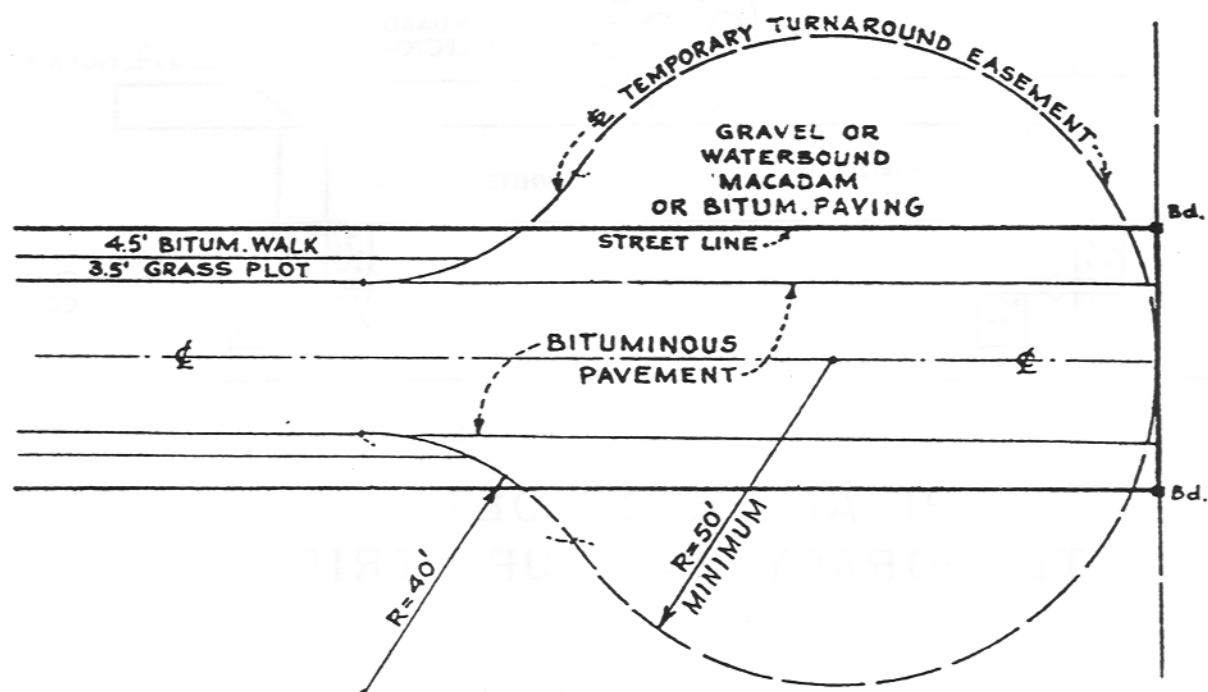 ℄ TEMPORARY TURNAROUND EASEMENT
GRAVEL OR
WATERBOUND
MACADAM
OR BITUM. PAVING
STREET LINE
Bd.
4.5' BITUM. WALK
3.5' GRASS PLOT
℄
BITUMINOUS
PAVEMENT
℄
R=40'
R=50'
MINIMUM
Bd.